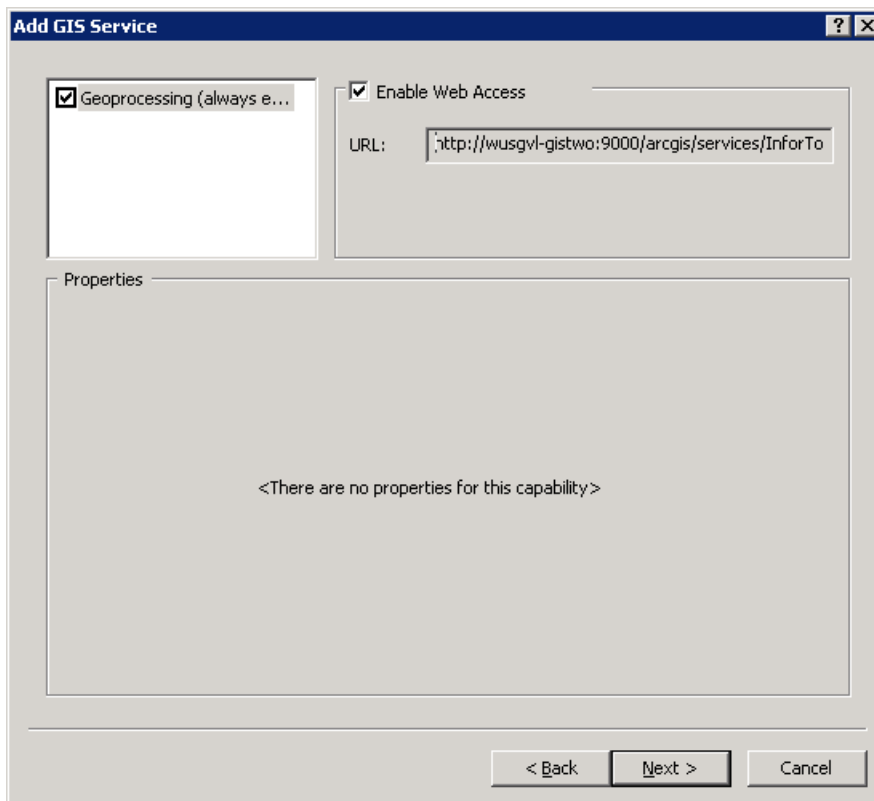 Add GIS Service
Geoprocessing (always e...
Enable Web Access
URL:
http://wusgvl-gistwo:9000/arcgis/services/InforTo
Properties
<There are no properties for this capability>
< Back
Next >
Cancel